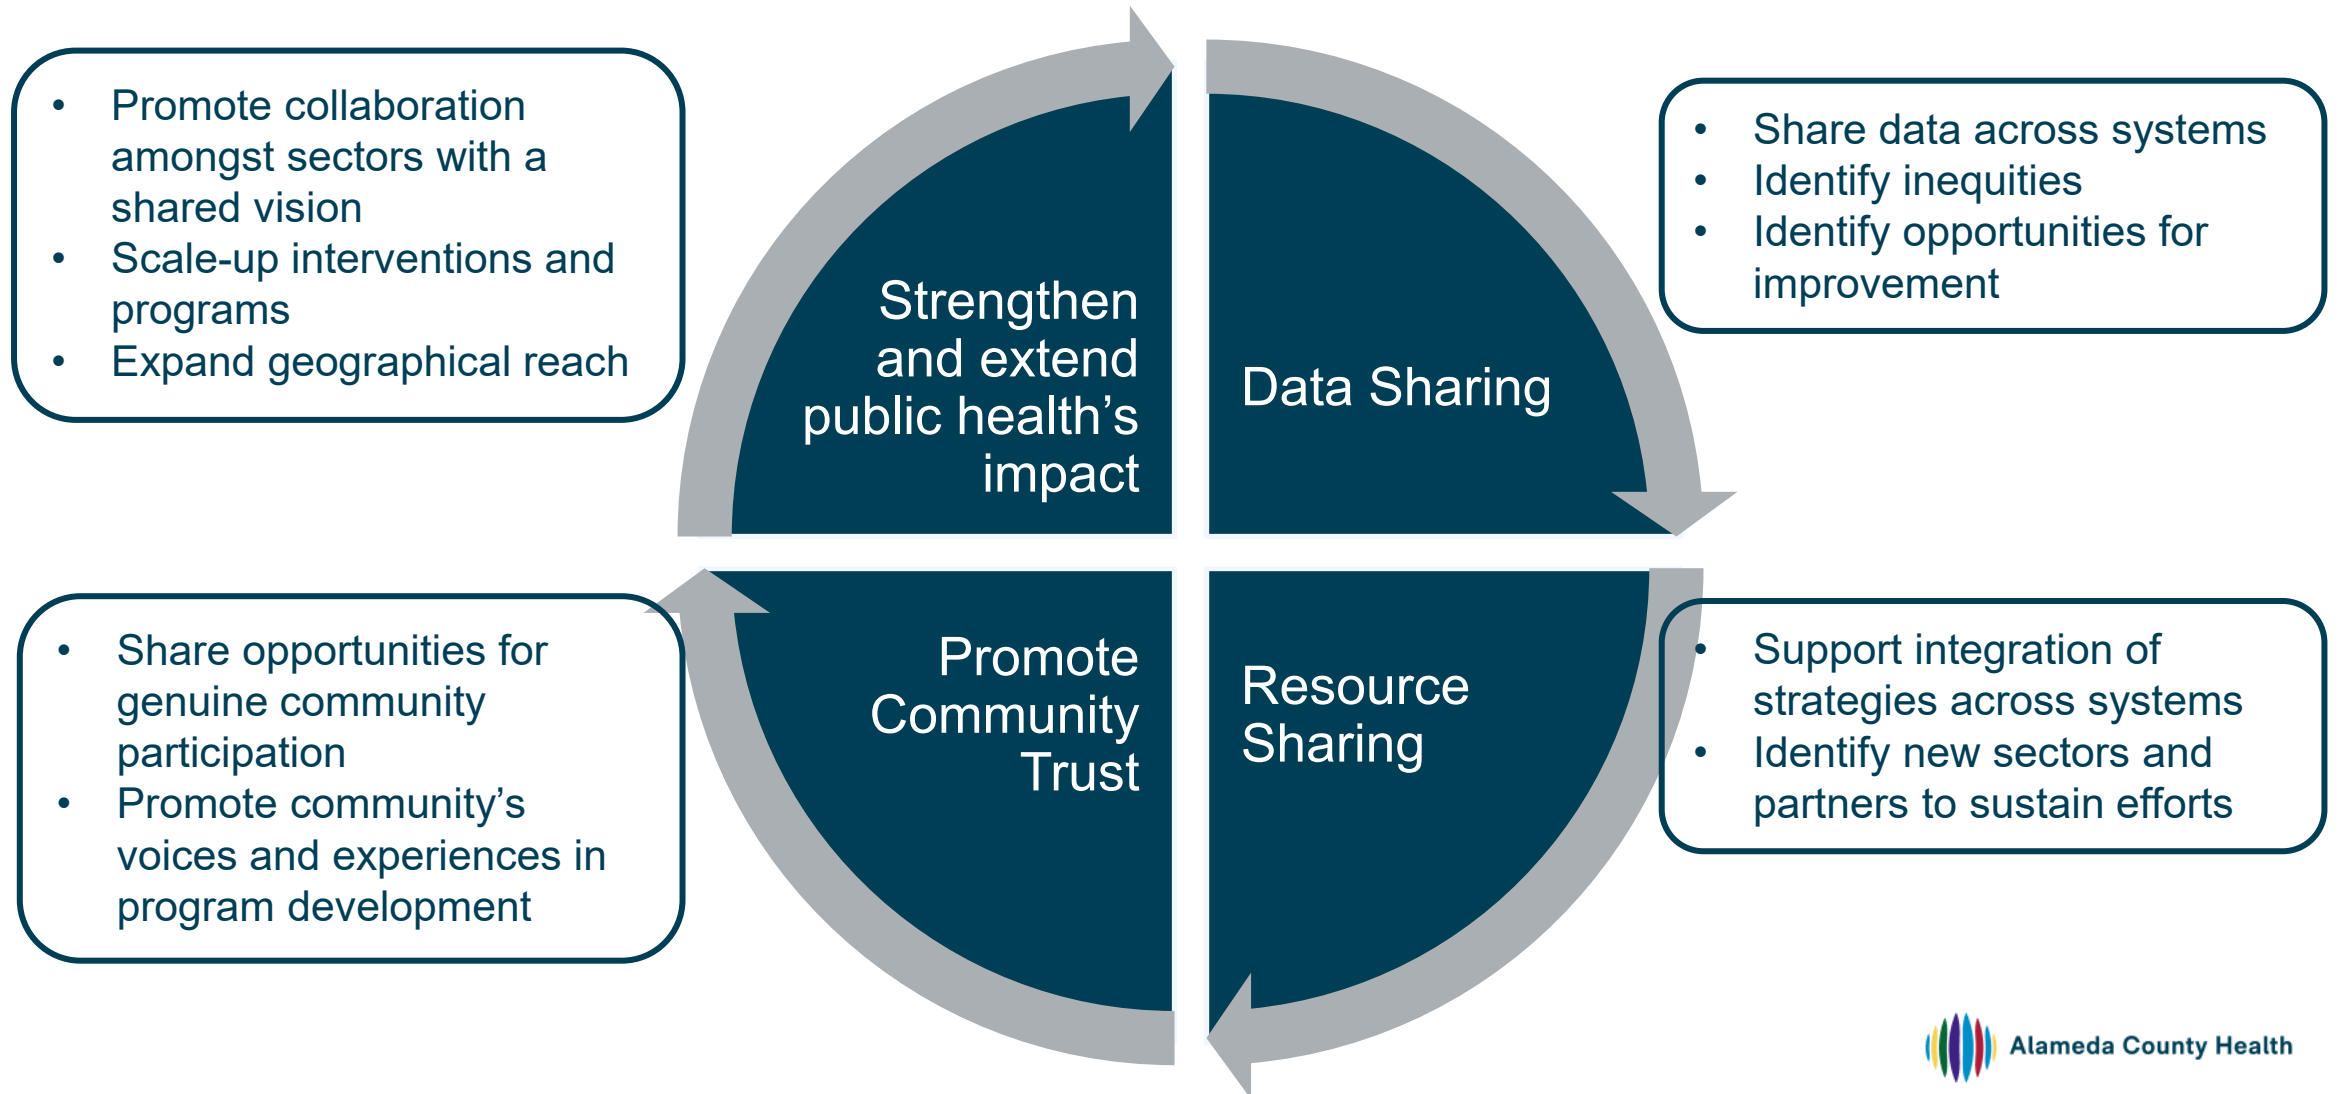 • Promote collaboration
amongst sectors with a
shared vision
• Scale-up interventions and
programs
• Expand geographical reach
Strengthen
and extend
public health’s
impact
Data Sharing
• Share data across systems
• Identify inequities
• Identify opportunities for
improvement
• Share opportunities for
genuine community
participation
• Promote community’s
voices and experiences in
program development
Promote
Community
Trust
Resource
Sharing
• Support integration of
strategies across systems
• Identify new sectors and
partners to sustain efforts
Alameda County Health